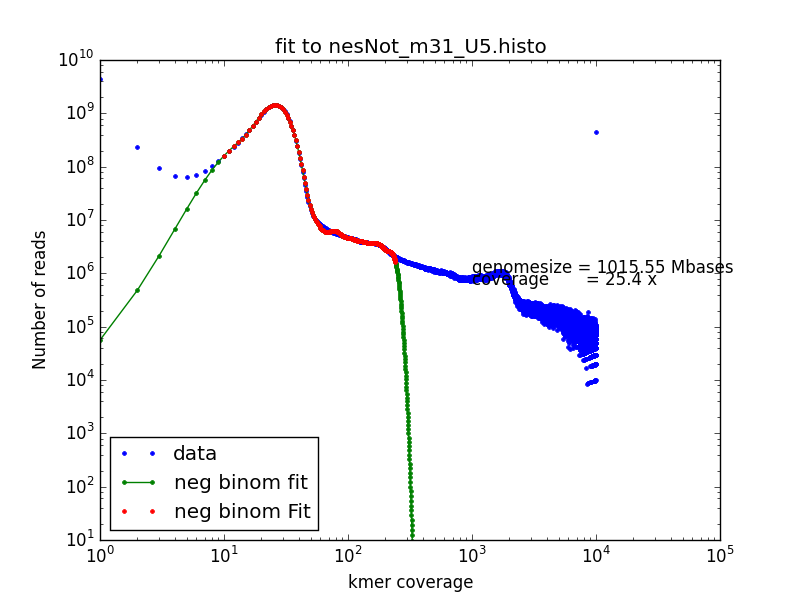 fit to nesNot_m31_U5.histo
10^10
10^9
10^8
10^7
10^6
10^5
10^4
10^3
10^2
10^1
Number of reads
genomesize = 1015.55 Mbases
coverage = 25.4 x
data
neg binom fit
neg binom Fit
10^0 10^1 10^2 10^3 10^4 10^5
kmer coverage